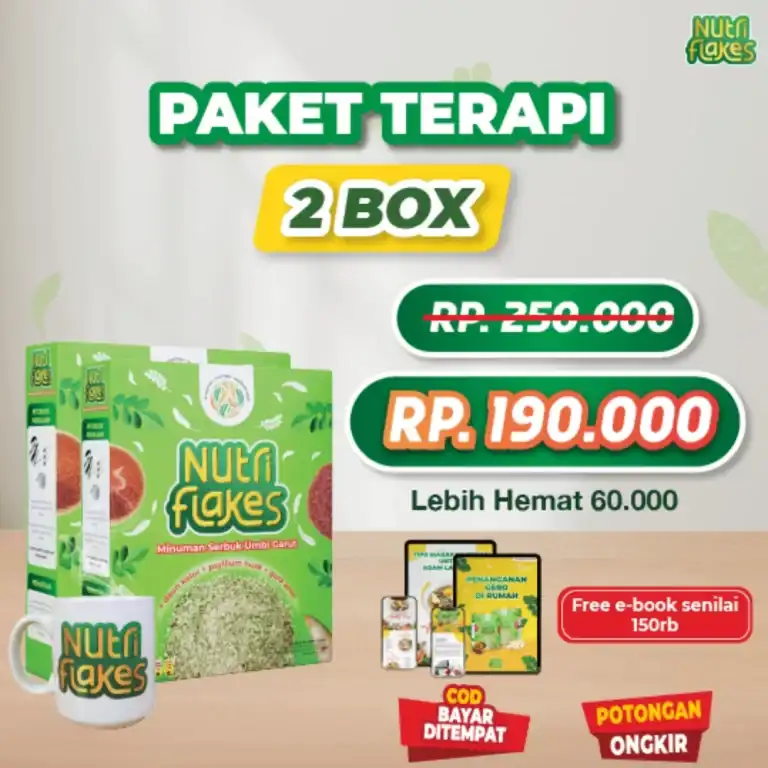 Nutri
flakes
PAKET TERAPI
2 BOX
RP. 250.000
RP. 190.000
Lebih Hemat 60.000
Nutri
flakes
Minuman Serbuk Umbi Garut
Nutri
flakes
PENANGANAN
GERD
DI RUMAH
Free e-book senilai
150rb
COD
BAYAR
DITEMPAT
POTONGAN
ONGKIR